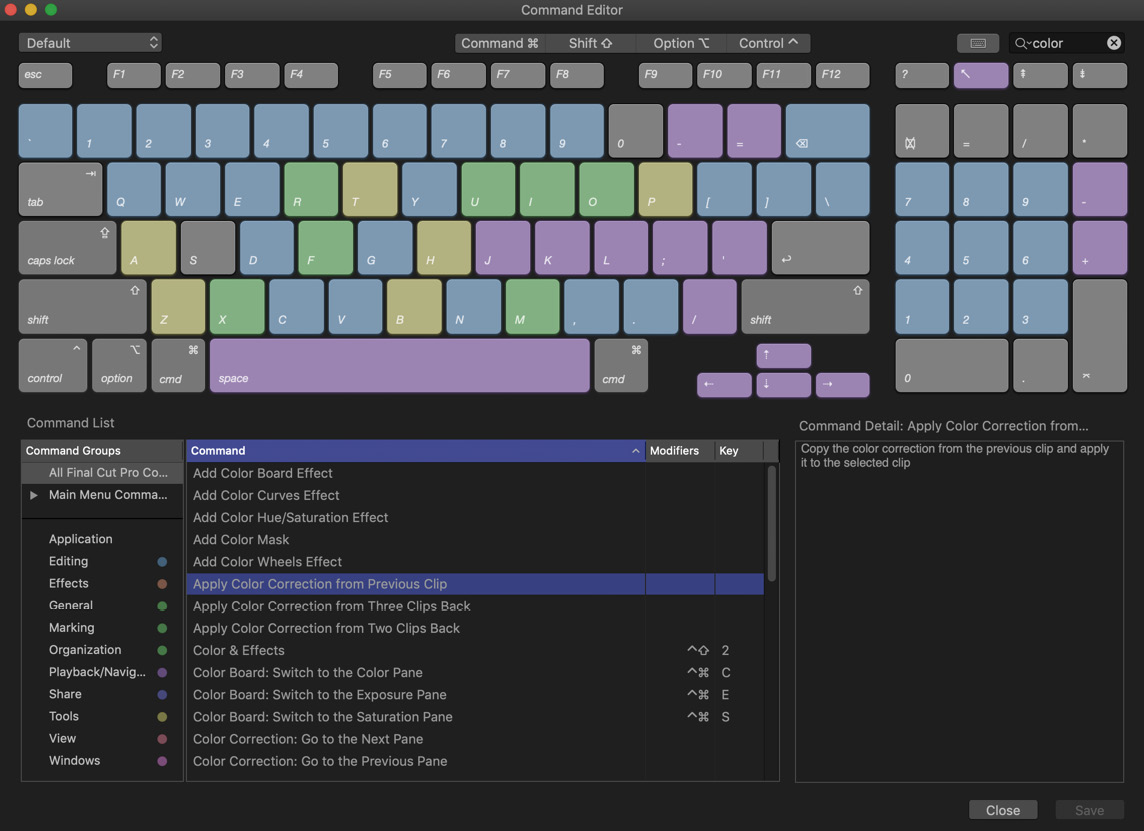 Command Editor
Default
Command ⌘ Shift ⇧ Option ⌥ Control ^
color
esc F1 F2 F3 F4 F5 F6 F7 F8 F9 F10 F11 F12 ? ↖ ⇞ ⇟
` 1 2 3 4 5 6 7 8 9 0 - = ⌫ = / *
tab ⇥ Q W E R T Y U I O P [ ] \ 7 8 9 -
caps lock ⇪ A S D F G H J K L ; ' ↩ 4 5 6 +
shift ⇧ Z X C V B N M , . / shift ⇧ 1 2 3 ⌅
control ^ option ⌥ cmd ⌘ space cmd ⌘ ← ↑ ↓ → 0 .
Command List
Command Detail: Apply Color Correction from...
Command Groups
All Final Cut Pro Co...
Main Menu Comma...
Application
Editing
Effects
General
Marking
Organization
Playback/Navig...
Share
Tools
View
Windows
Command Modifiers Key
Add Color Board Effect
Add Color Curves Effect
Add Color Hue/Saturation Effect
Add Color Mask
Add Color Wheels Effect
Apply Color Correction from Previous Clip
Apply Color Correction from Three Clips Back
Apply Color Correction from Two Clips Back
Color & Effects ^⇧ 2
Color Board: Switch to the Color Pane ^⌘ C
Color Board: Switch to the Exposure Pane ^⌘ E
Color Board: Switch to the Saturation Pane ^⌘ S
Color Correction: Go to the Next Pane
Color Correction: Go to the Previous Pane
Copy the color correction from the previous clip and apply
it to the selected clip
Close Save